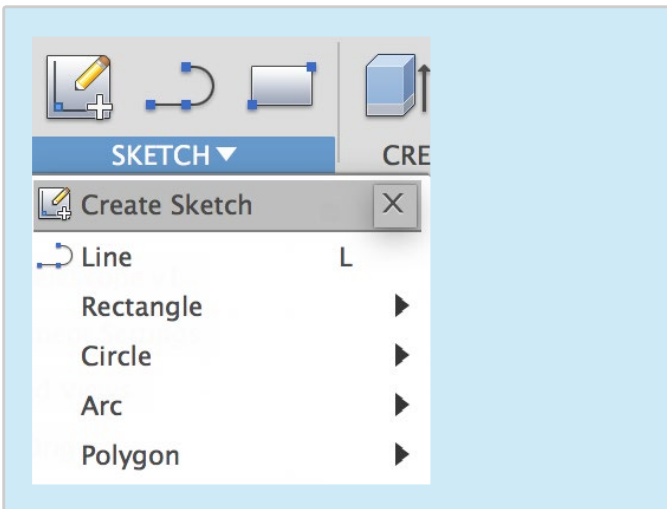 SKETCH CRE
Create Sketch
Line L
Rectangle
Circle
Arc
Polygon